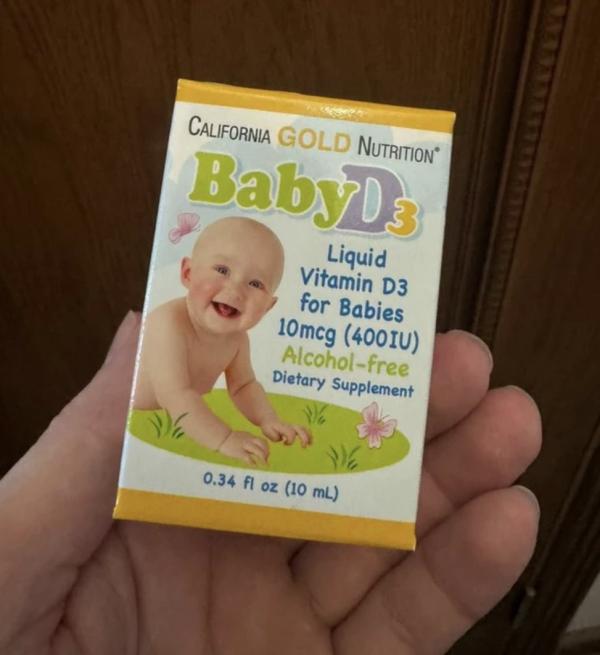 CALIFORNIA GOLD NUTRITION®
BabyD3
Liquid
Vitamin D3
for Babies
10mcg (400IU)
Alcohol-free
Dietary Supplement
0.34 fl oz (10 mL)